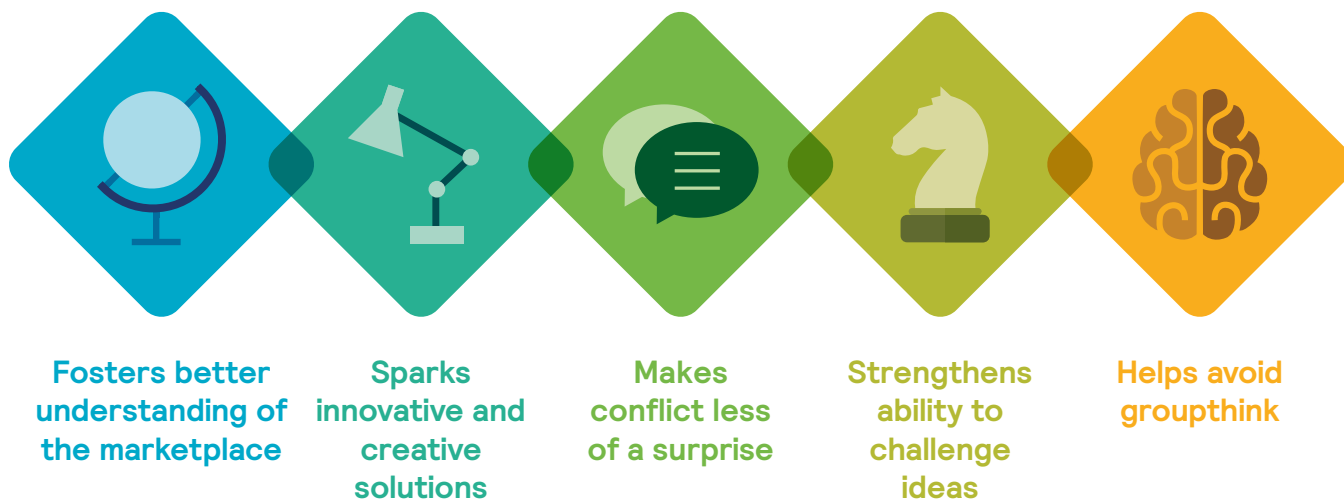 Fosters better
understanding of
the marketplace
Sparks
innovative and
creative
solutions
Makes
conflict less
of a surprise
Strengthens
ability to
challenge
ideas
Helps avoid
groupthink